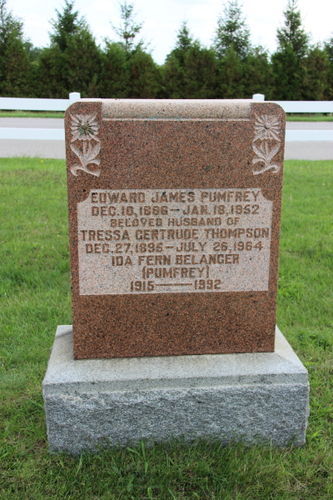 EDWARD JAMES PUMFREY
DEC. 10, 1886 – JAN. 18, 1952
BELOVED HUSBAND OF
TRESSA GERTRUDE THOMPSON
DEC. 27, 1895 – JULY 26, 1964
IDA FERN BELANGER
(PUMFREY)
1915 — 1992